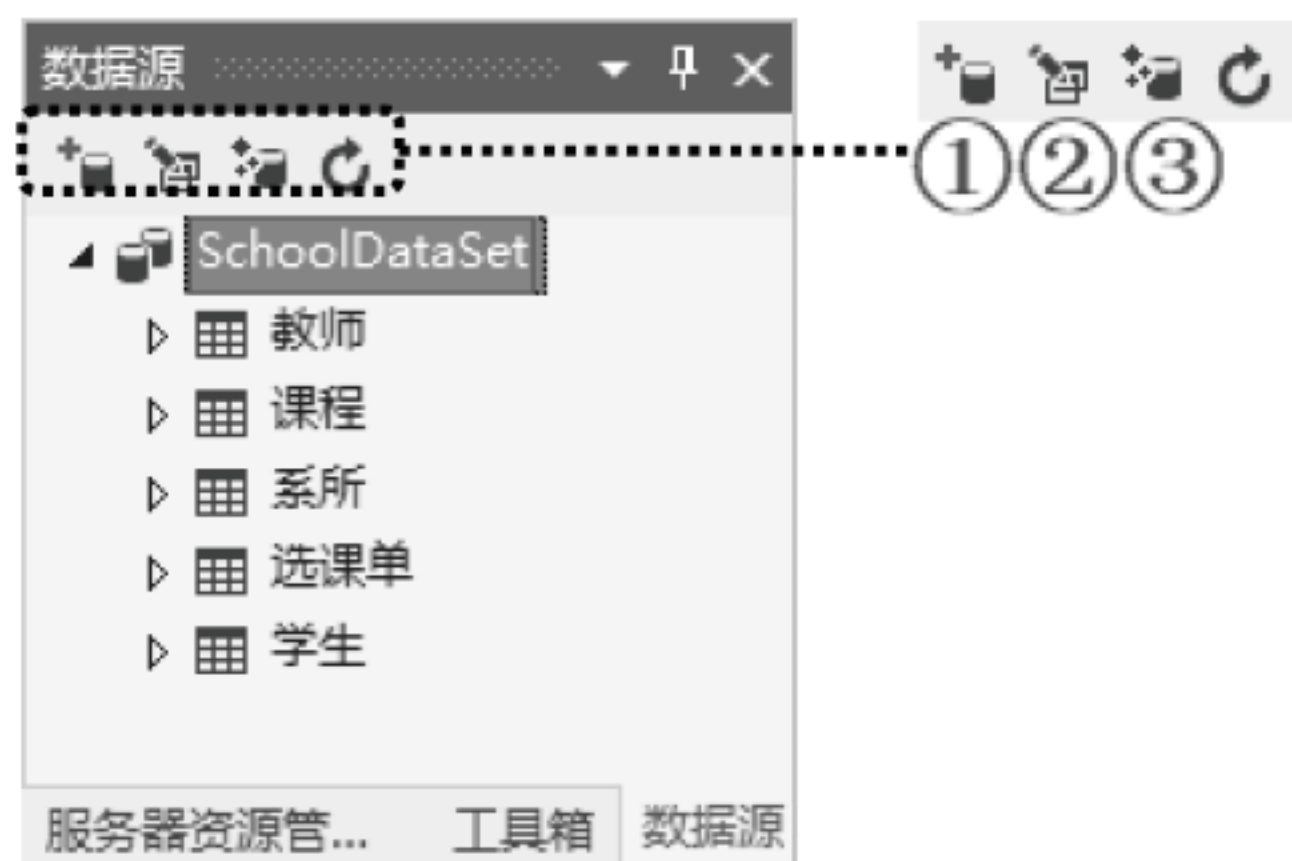 数据源
①②③
SchoolDataSet
教师
课程
系所
选课单
学生
服务器资源管... 工具箱 数据源